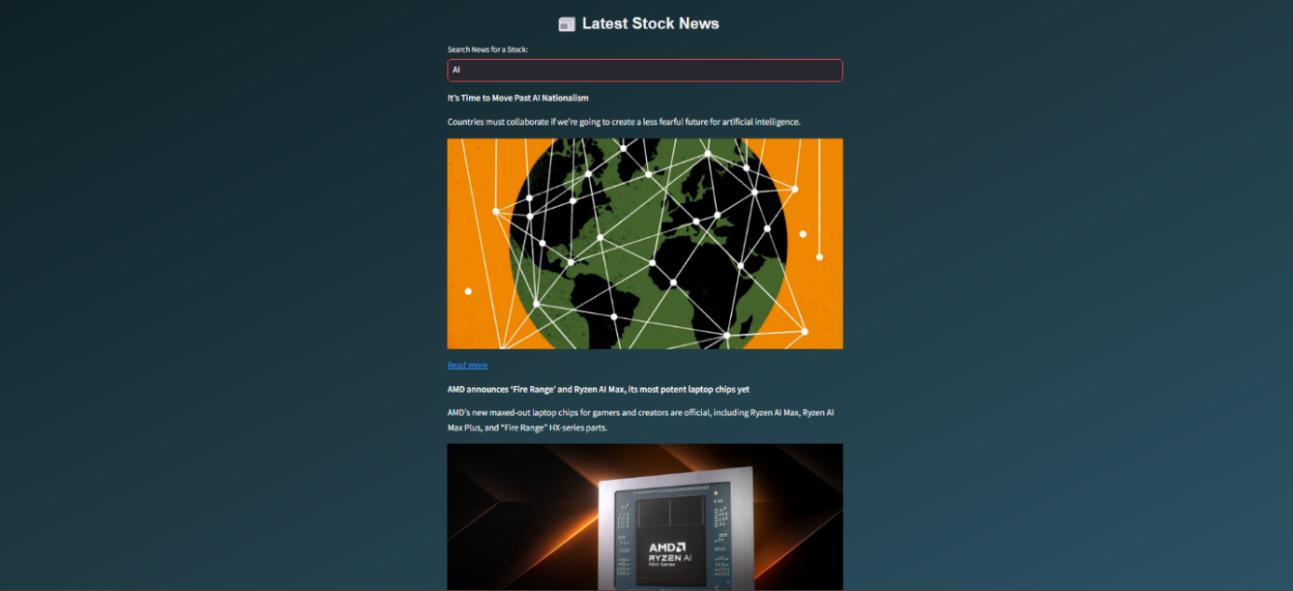 Latest Stock News
Search News for a Stock:
AI
It's Time to Move Past AI Nationalism
Countries must collaborate if we're going to create a less fearful future for artificial intelligence.
Read more
AMD announces ‘Fire Range’ and Ryzen AI Max, its most potent laptop chips yet
AMD's new maxed-out laptop chips for gamers and creators are official, including Ryzen AI Max, Ryzen AI
Max Plus, and “Fire Range” HX-series parts.
AMD
RYZEN AI
MAX Series